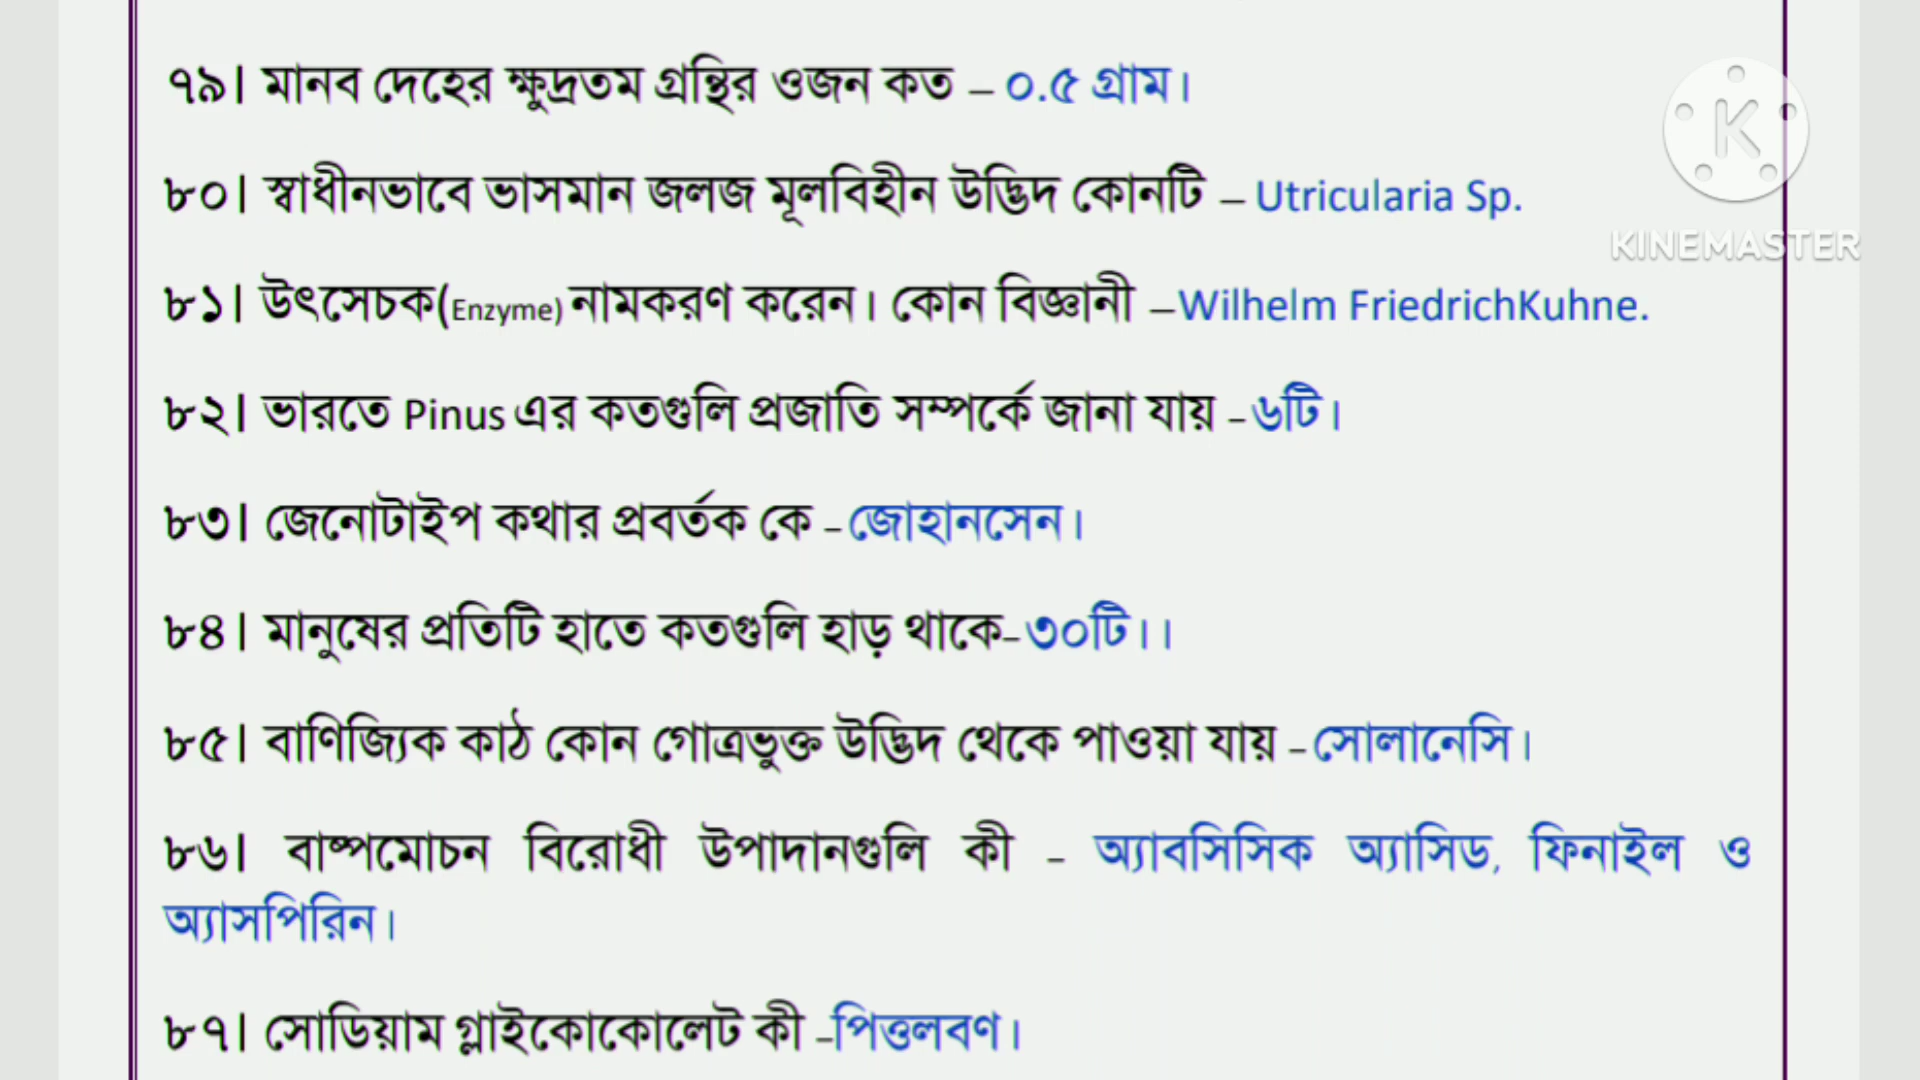 ৭৯। মানব দেহের ক্ষুদ্রতম গ্রন্থির ওজন কত – ০.৫ গ্রাম।
৮০। স্বাধীনভাবে ভাসমান জলজ মূলবিহীন উদ্ভিদ কোনটি – Utricularia Sp.
৮১। উৎসেচক(Enzyme) নামকরণ করেন। কোন বিজ্ঞানী –Wilhelm FriedrichKuhne.
৮২। ভারতে Pinus এর কতগুলি প্রজাতি সম্পর্কে জানা যায় -৬টি।
৮৩। জেনোটাইপ কথার প্রবর্তক কে -জোহানসেন।
৮৪। মানুষের প্রতিটি হাতে কতগুলি হাড় থাকে-৩০টি।।
৮৫। বাণিজ্যিক কাঠ কোন গোত্রভুক্ত উদ্ভিদ থেকে পাওয়া যায় -সোলানেসি।
৮৬। বাষ্পমোচন বিরোধী উপাদানগুলি কী - অ্যাবসিসিক অ্যাসিড, ফিনাইল ও
অ্যাসপিরিন।
৮৭। সোডিয়াম গ্লাইকোকোলেট কী -পিত্তলবণ।
K
KINEMASTER